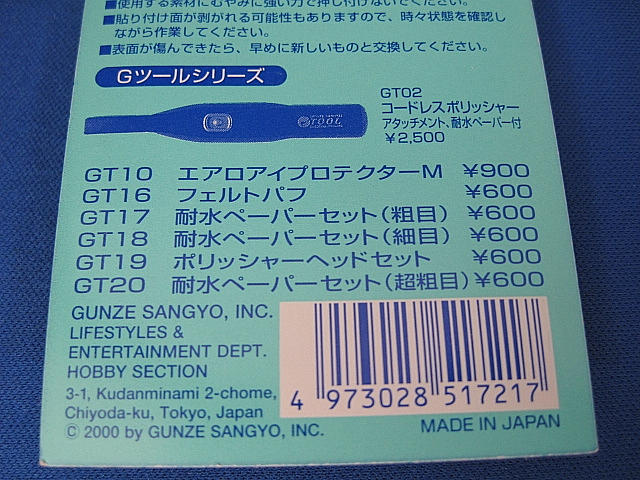 ■使用する素材にむやみに強い力で押し付けないでください。
■貼り付け面が剥がれる可能性もありますので、時々状態を確認し
ながら作業してください。
■表面が傷んできたら、早めに新しいものと交換してください。
Gツールシリーズ
GT02
コードレスポリッシャー
アタッチメント、耐水ペーパー付
¥2,500
GT10 エアロアイプロテクターM ¥900
GT16 フェルトパフ ¥600
GT17 耐水ペーパーセット(粗目) ¥600
GT18 耐水ペーパーセット(細目) ¥600
GT19 ポリッシャーヘッドセット ¥600
GT20 耐水ペーパーセット(超粗目) ¥600
GUNZE SANGYO, INC.
LIFESTYLES &
ENTERTAINMENT DEPT.
HOBBY SECTION
3-1, Kudanminami 2-chome,
Chiyoda-ku, Tokyo, Japan
© 2000 by GUNZE SANGYO, INC.
4 973028 517217
MADE IN JAPAN